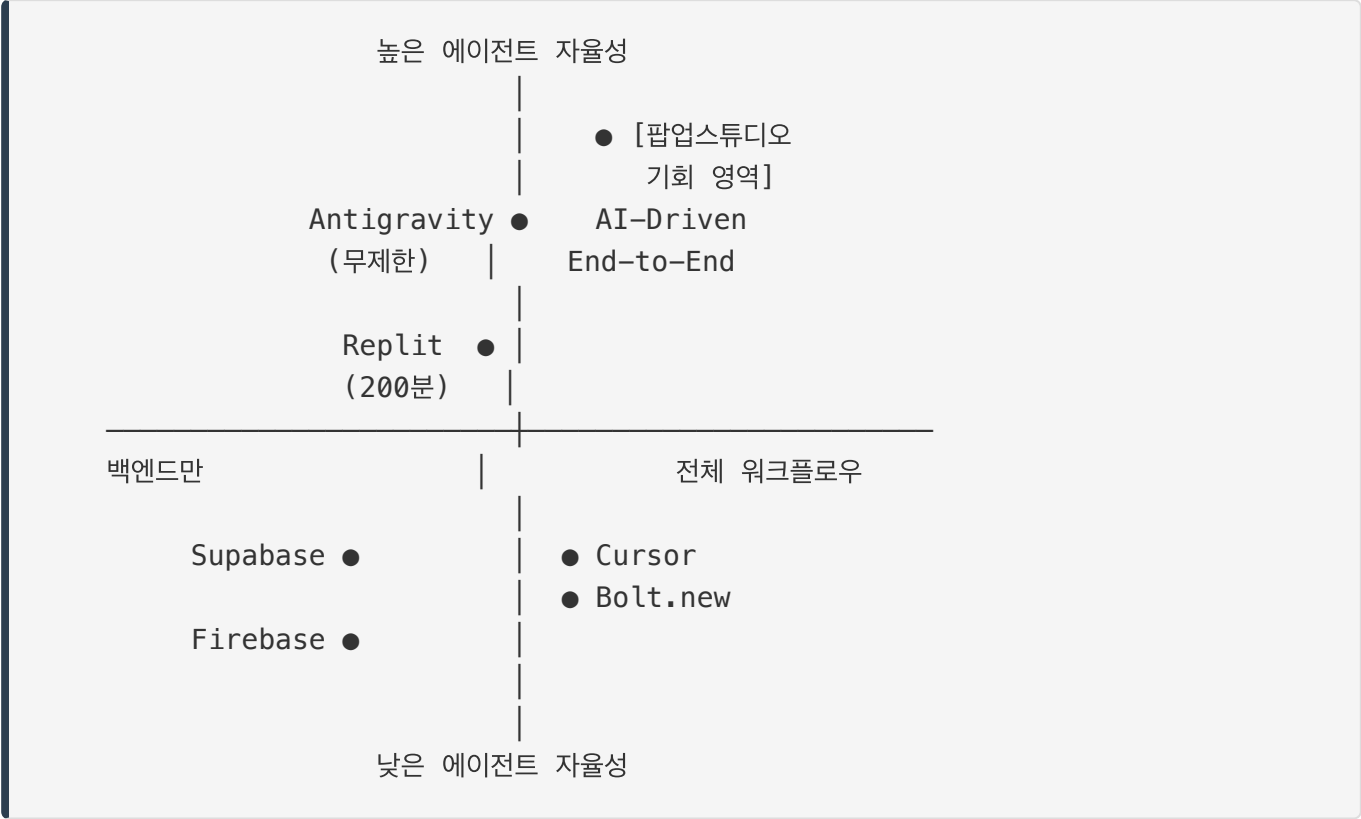 높은 에이전트 자율성
● [팝업스튜디오
기회 영역]
Antigravity ● AI-Driven
(무제한) End-to-End
Replit ●
(200분)
백엔드만 전체 워크플로우
Supabase ● ● Cursor
● Bolt.new
Firebase ●
낮은 에이전트 자율성